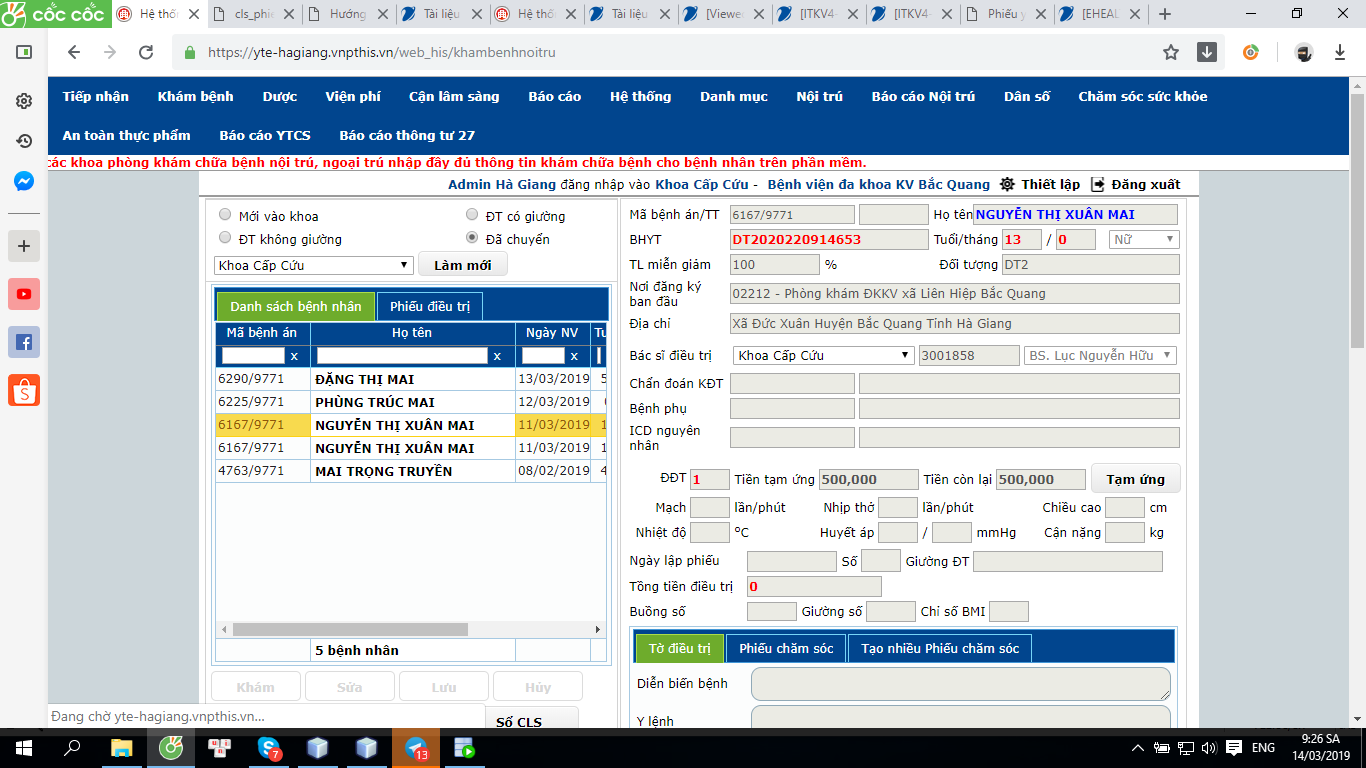 cốc cốc Hệ thốn cls_phiế Hướng Tài liệu Hệ thốn Tài liệu [Viewed [ITKV4- [ITKV4- Phiếu y [EHEAL
https://yte-hagiang.vnpthis.vn/web_his/khambenhnoitru
Tiếp nhận Khám bệnh Dược Viện phí Cận lâm sàng Báo cáo Hệ thống Danh mục Nội trú Báo cáo Nội trú Dân số Chăm sóc sức khỏe
An toàn thực phẩm Báo cáo YTCS Báo cáo thông tư 27
các khoa phòng khám chữa bệnh nội trú, ngoại trú nhập đầy đủ thông tin khám chữa bệnh cho bệnh nhân trên phần mềm.
Admin Hà Giang đăng nhập vào Khoa Cấp Cứu - Bệnh viện đa khoa KV Bắc Quang Thiết lập Đăng xuất
Mới vào khoa ĐT có giường
ĐT không giường Đã chuyển
Khoa Cấp Cứu Làm mới
Danh sách bệnh nhân Phiếu điều trị
Mã bệnh án Họ tên Ngày NV Tu
x x x
6290/9771 ĐẶNG THỊ MAI 13/03/2019 5
6225/9771 PHÙNG TRÚC MAI 12/03/2019
6167/9771 NGUYỄN THỊ XUÂN MAI 11/03/2019 1
6167/9771 NGUYỄN THỊ XUÂN MAI 11/03/2019 1
4763/9771 MAI TRỌNG TRUYỀN 08/02/2019 4
5 bệnh nhân
Khám Sửa Lưu Hủy
Số CLS
Mã bệnh án/TT 6167/9771 Họ tên NGUYỄN THỊ XUÂN MAI
BHYT DT2020220914653 Tuổi/tháng 13 / 0 Nữ
TL miễn giảm 100 % Đối tượng DT2
Nơi đăng ký
ban đầu 02212 - Phòng khám ĐKKV xã Liên Hiệp Bắc Quang
Địa chỉ Xã Đức Xuân Huyện Bắc Quang Tỉnh Hà Giang
Bác sĩ điều trị Khoa Cấp Cứu 3001858 BS. Lục Nguyễn Hữu
Chẩn đoán KĐT
Bệnh phụ
ICD nguyên
nhân
ĐĐT 1 Tiền tạm ứng 500,000 Tiền còn lại 500,000 Tạm ứng
Mạch lần/phút Nhịp thở lần/phút Chiều cao cm
Nhiệt độ °C Huyết áp / mmHg Cận nặng kg
Ngày lập phiếu Số Giường ĐT
Tổng tiền điều trị 0
Buồng số Giường số Chỉ số BMI
Tờ điều trị Phiếu chăm sóc Tạo nhiều Phiếu chăm sóc
Diễn biến bệnh
Y lệnh
Đang chờ yte-hagiang.vnpthis.vn...
7 13 ENG 9:26 SA
14/03/2019